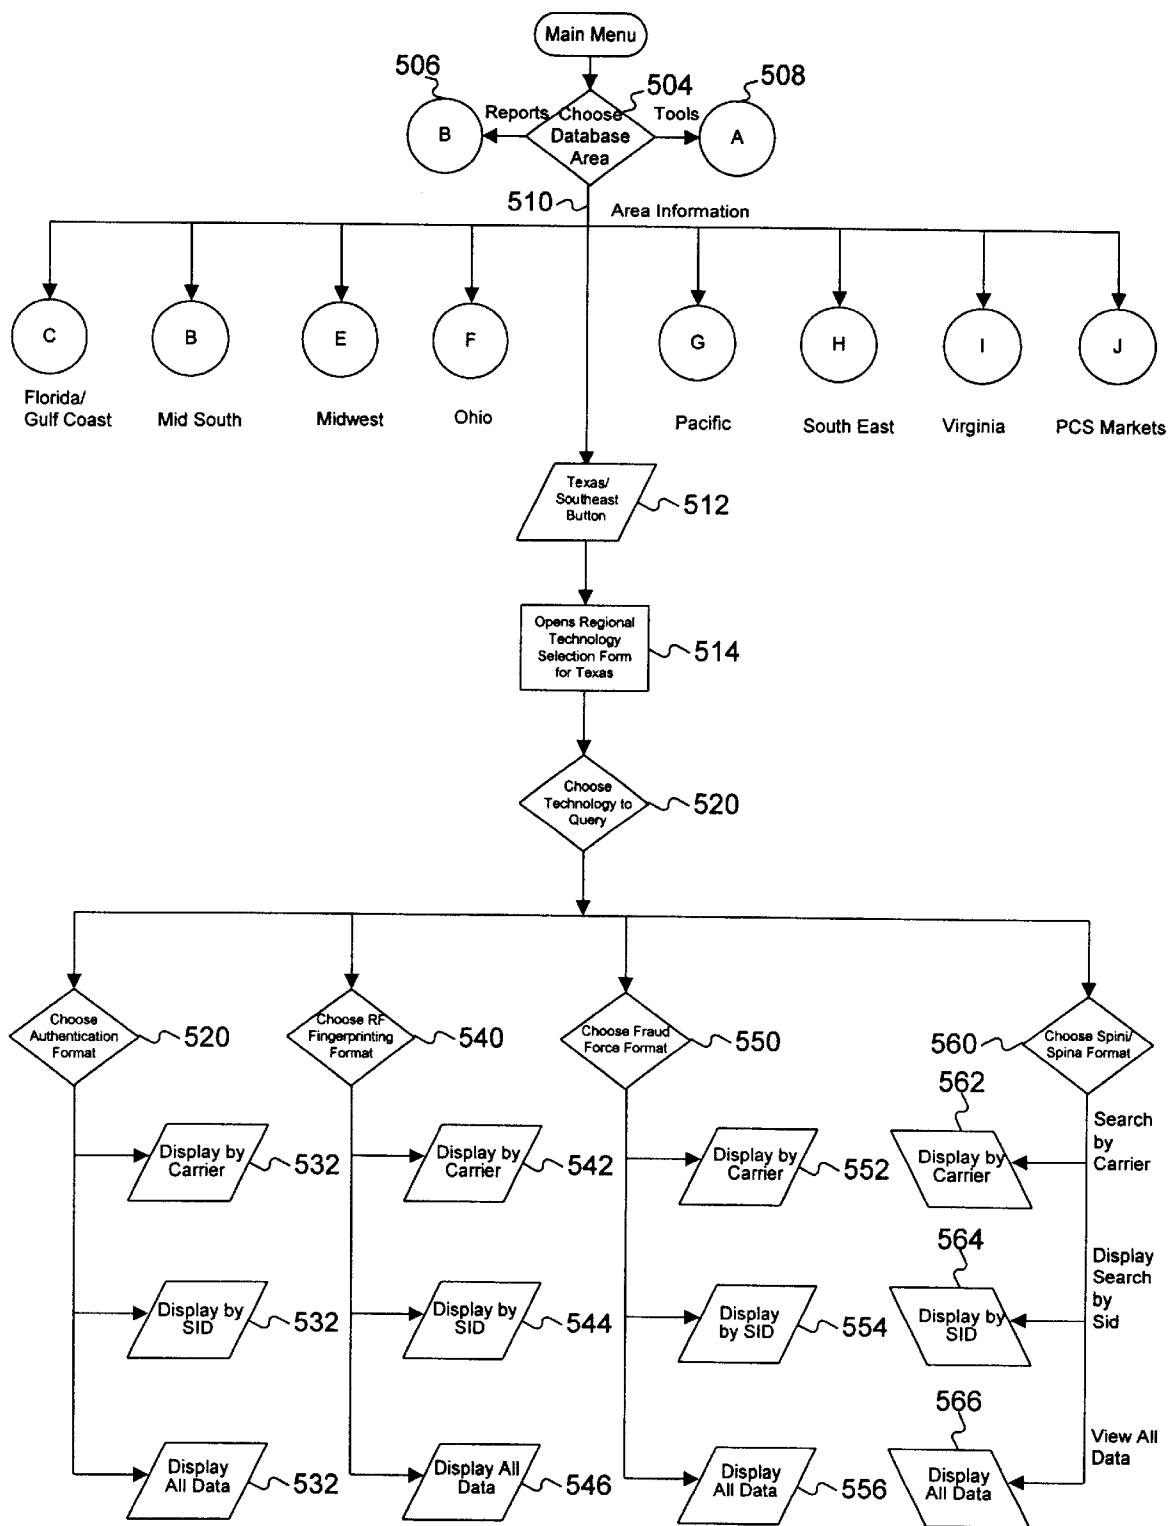 Main Menu
506
504
508
Reports
Choose
Database
Area
Tools
B
A
510
Area Information
C
B
E
F
G
H
I
J
Florida/
Gulf Coast
Mid South
Midwest
Ohio
Pacific
South East
Virginia
PCS Markets
Texas/
Southeast
Button
512
Opens Regional
Technology
Selection Form
for Texas
514
Choose
Technology to
Query
520
Choose
Authentication
Format
520
Choose RF
Fingerprinting
Format
540
Choose Fraud
Force Format
550
560
Choose Spini/
Spina Format
562
Display by
Carrier
532
Display by
Carrier
542
Display by
Carrier
552
Display by
Carrier
Search
by
Carrier
564
Display by
SID
532
Display by
SID
544
Display
by SID
554
Display by
SID
Display
Search
by
Sid
566
Display
All Data
532
Display All
Data
546
Display
All Data
556
Display
All Data
View All
Data